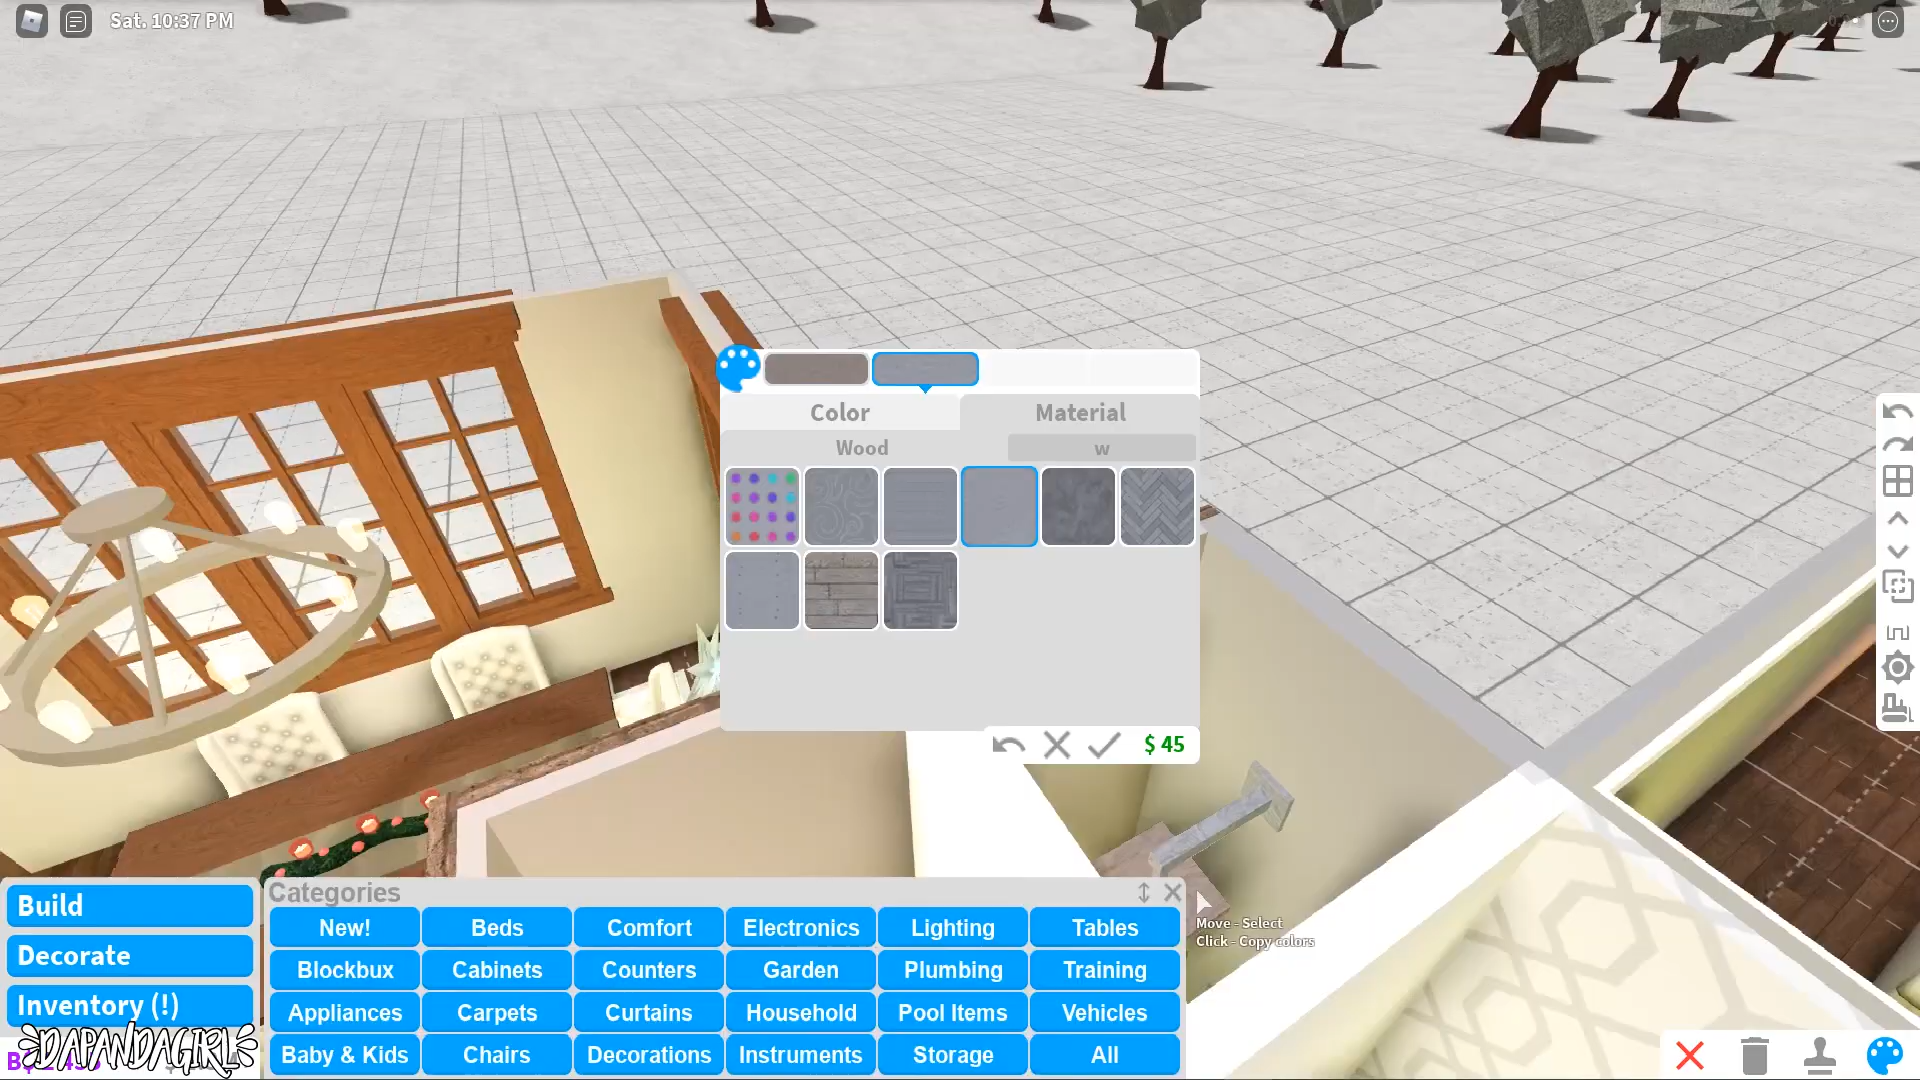 Sat. 10:37 PM
Color
Material
Wood
w
$ 45
Move - Select
Click - Copy colors
Build
Decorate
Inventory (!)
Categories
New!
Beds
Comfort
Electronics
Lighting
Tables
Blockbux
Cabinets
Counters
Garden
Plumbing
Training
Appliances
Carpets
Curtains
Household
Pool Items
Vehicles
Baby & Kids
Chairs
Decorations
Instruments
Storage
All
DAPANDAGIRL